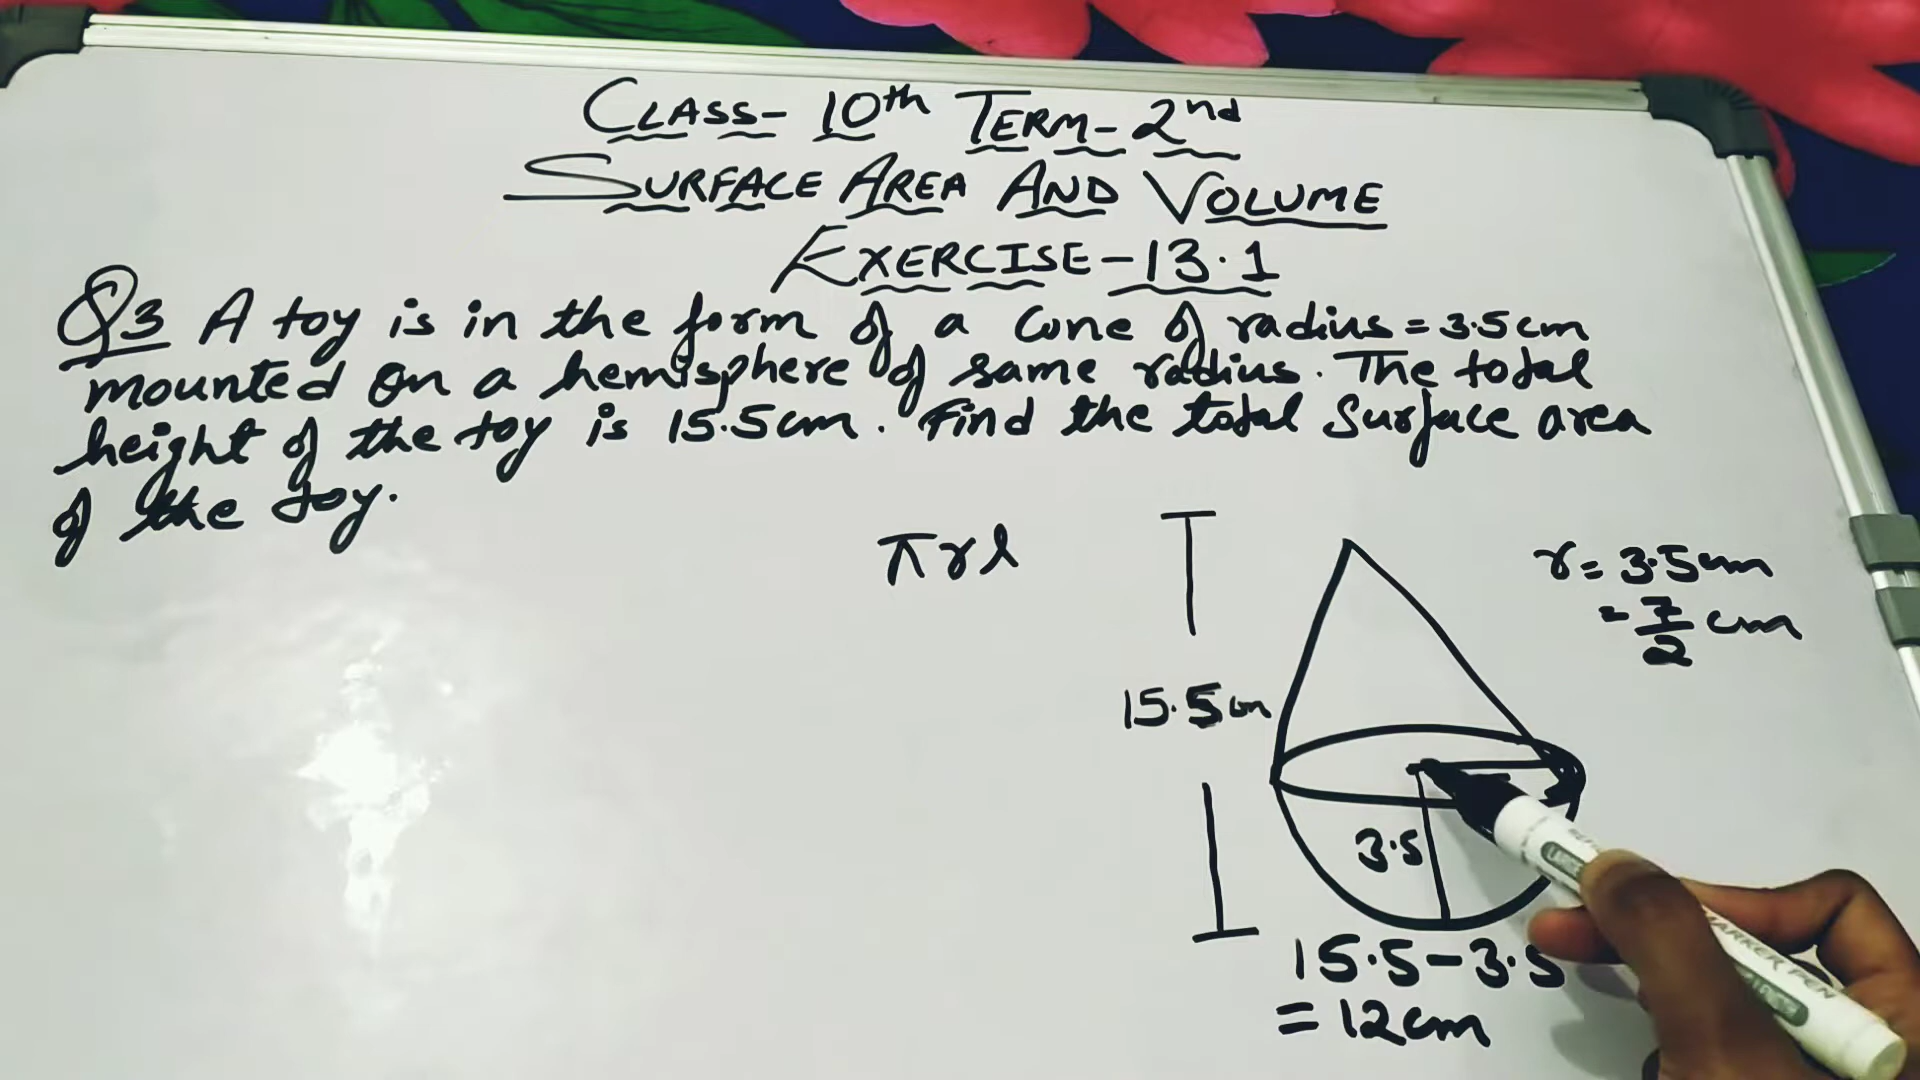 CLASS- 10th TERM-2nd
SURFACE AREA AND VOLUME
EXERCISE-13.1
Q3 A toy is in the form of a cone of radius = 3.5cm
mounted on a hemisphere of same radius. The total
height of the toy is 15.5cm. Find the total surface area
of the toy.
πrl
r = 3.5cm
= 7/2 cm
15.5cm
3.5
15.5-3.5
= 12cm
MARKER PEN